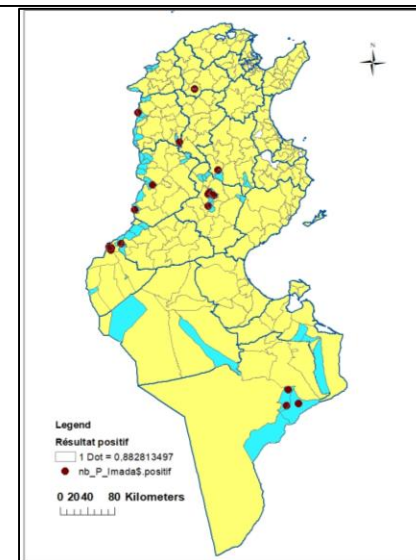 N
Legend
Résultat positif
1 Dot = 0,882813497
nb_P_Imada$.positif
0 2040 80 Kilometers